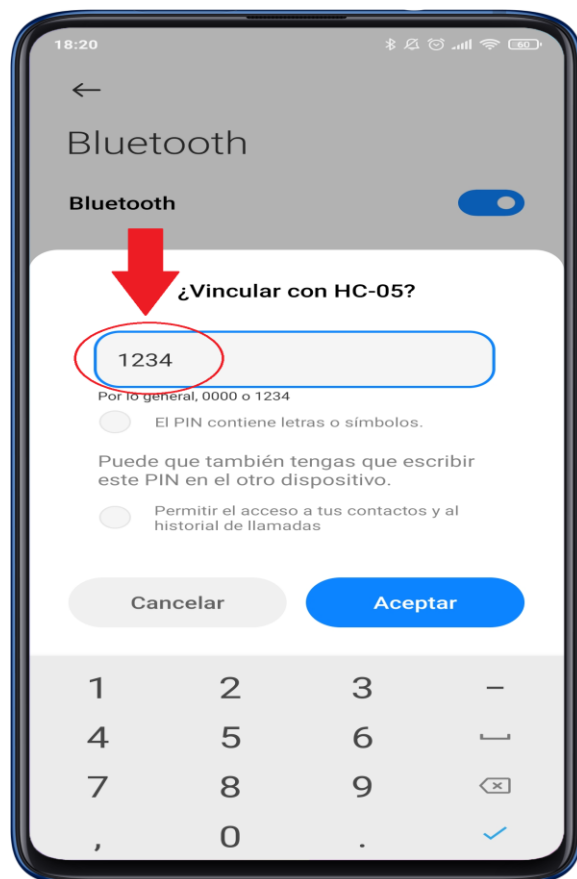 18:20
60
Bluetooth
Bluetooth
¿Vincular con HC-05?
1234
Por lo general, 0000 o 1234
El PIN contiene letras o símbolos.
Puede que también tengas que escribir
este PIN en el otro dispositivo.
Permitir el acceso a tus contactos y al
historial de llamadas
Cancelar
Aceptar
1 2 3 –
4 5 6
7 8 9
, 0 .